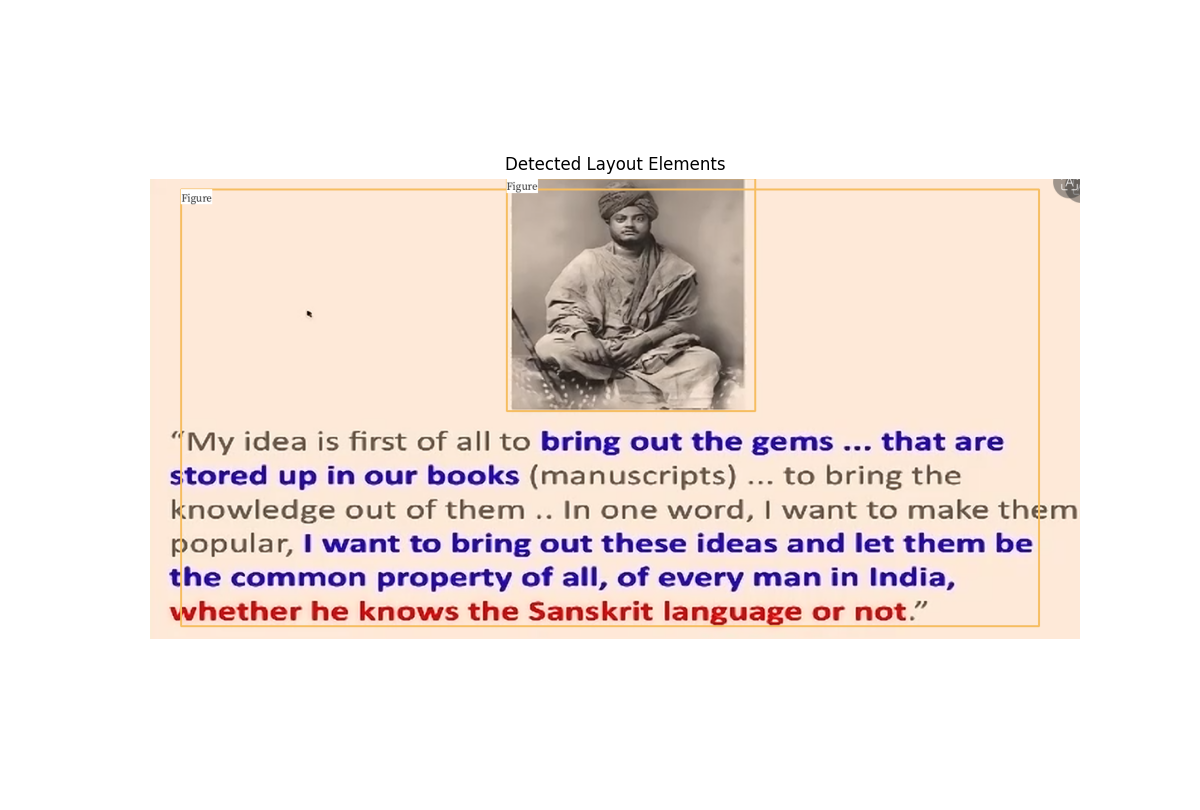 Detected Layout Elements
Figure
Figure
“My idea is first of all to bring out the gems ... that are
stored up in our books (manuscripts) ... to bring the
knowledge out of them .. In one word, I want to make them
popular, I want to bring out these ideas and let them be
the common property of all, of every man in India,
whether he knows the Sanskrit language or not.”